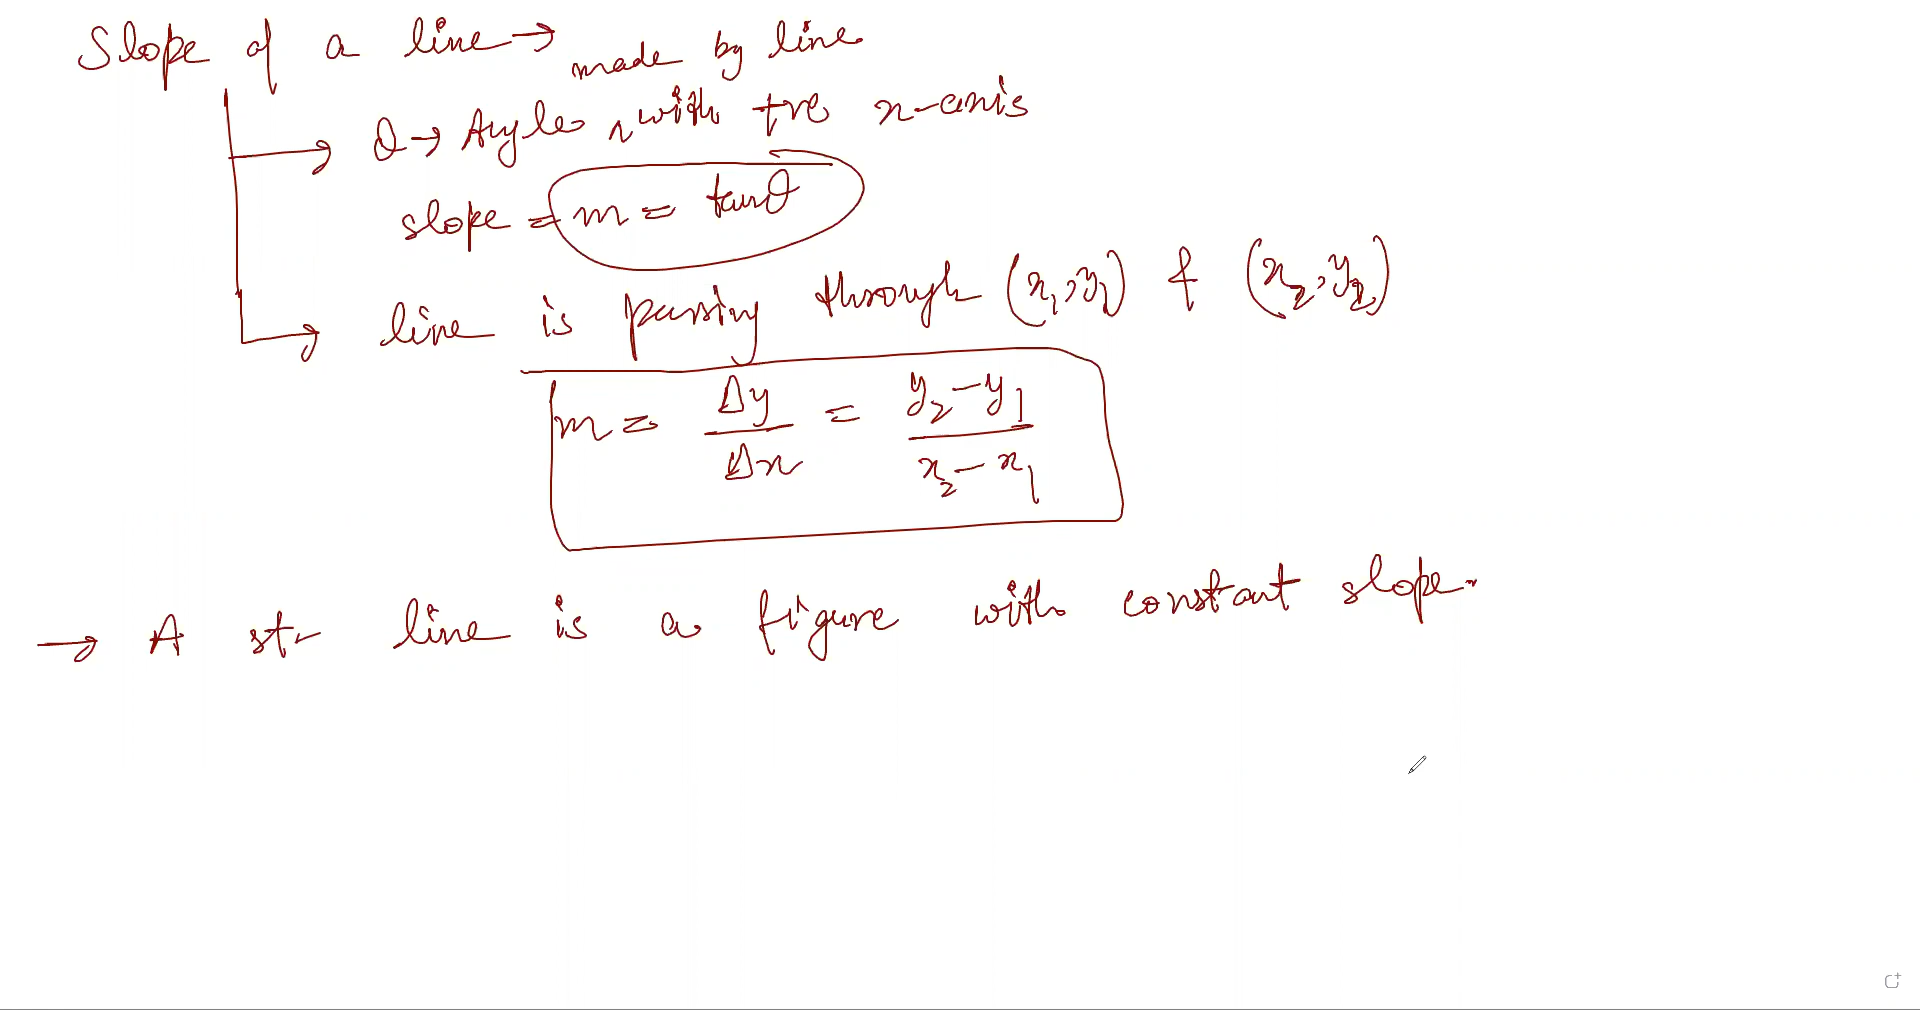 Slope of a line →
made by line
→ θ → Angle with +ve x-axis
slope = m = tanθ
→ line is passing through (x₁, y₁) & (x₂, y₂)
m = Δy/Δx = (y₂ - y₁)/(x₂ - x₁)
→ A st- line is a figure with constant slope.